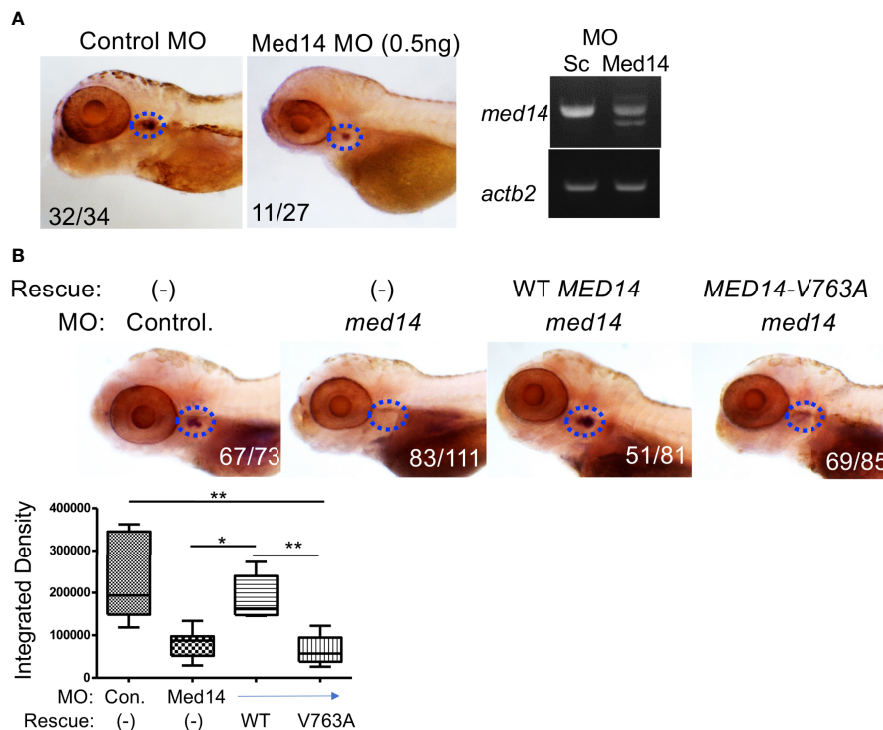 A
Control MO
Med14 MO (0.5ng)
MO
Sc Med14
med14
actb2
32/34
11/27
B
Rescue: (-) (-) WT MED14 MED14-V763A
MO: Control. med14 med14 med14
67/73
83/111
51/81
69/85
Integrated Density
400000
300000
200000
100000
0
**
*
**
MO: Con. Med14
Rescue: (-) (-) WT V763A